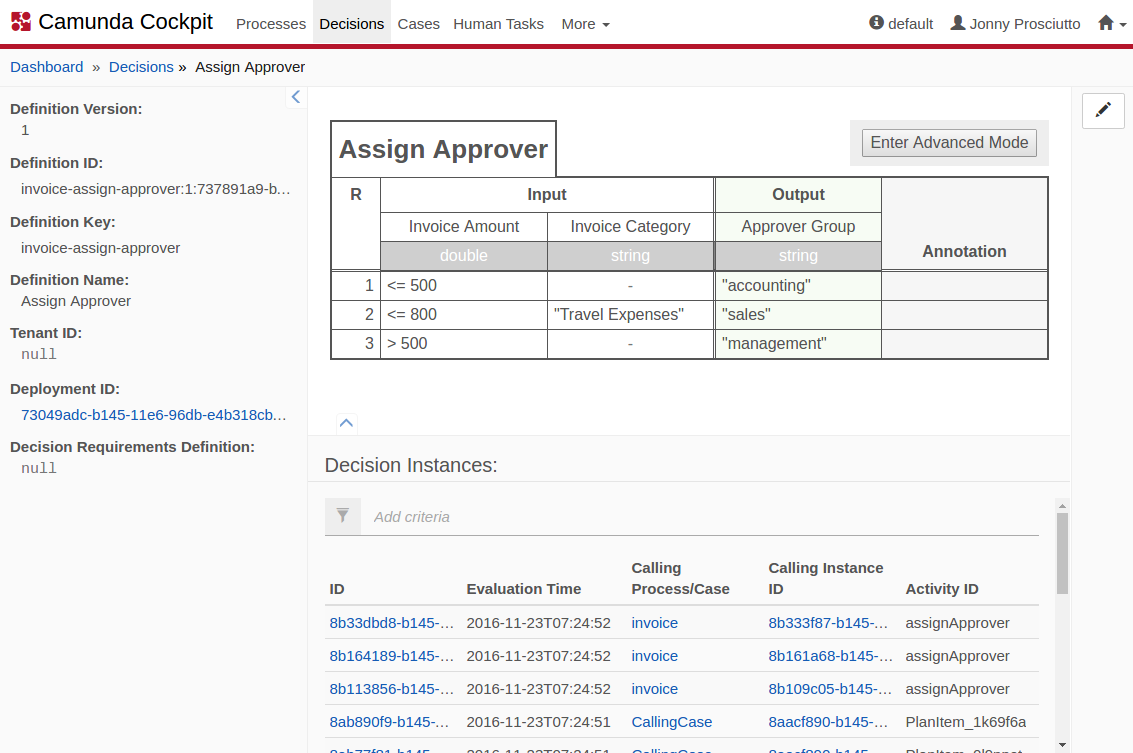 Camunda Cockpit Processes Decisions Cases Human Tasks More default Jonny Prosciutto
Dashboard » Decisions » Assign Approver
Definition Version:
1
Definition ID:
invoice-assign-approver:1:737891a9-b...
Definition Key:
invoice-assign-approver
Definition Name:
Assign Approver
Tenant ID:
null
Deployment ID:
73049adc-b145-11e6-96db-e4b318cb...
Decision Requirements Definition:
null
Assign Approver
Enter Advanced Mode
R Input Output
Invoice Amount Invoice Category Approver Group
Annotation
double string string
1 <= 500 - "accounting"
2 <= 800 "Travel Expenses" "sales"
3 > 500 - "management"
Decision Instances:
Add criteria
ID Evaluation Time Calling Process/Case Calling Instance ID Activity ID
8b33dbd8-b145-... 2016-11-23T07:24:52 invoice 8b333f87-b145-... assignApprover
8b164189-b145-... 2016-11-23T07:24:52 invoice 8b161a68-b145-... assignApprover
8b113856-b145-... 2016-11-23T07:24:52 invoice 8b109c05-b145-... assignApprover
8ab890f9-b145-... 2016-11-23T07:24:51 CallingCase 8aacf890-b145-... PlanItem_1k69f6a